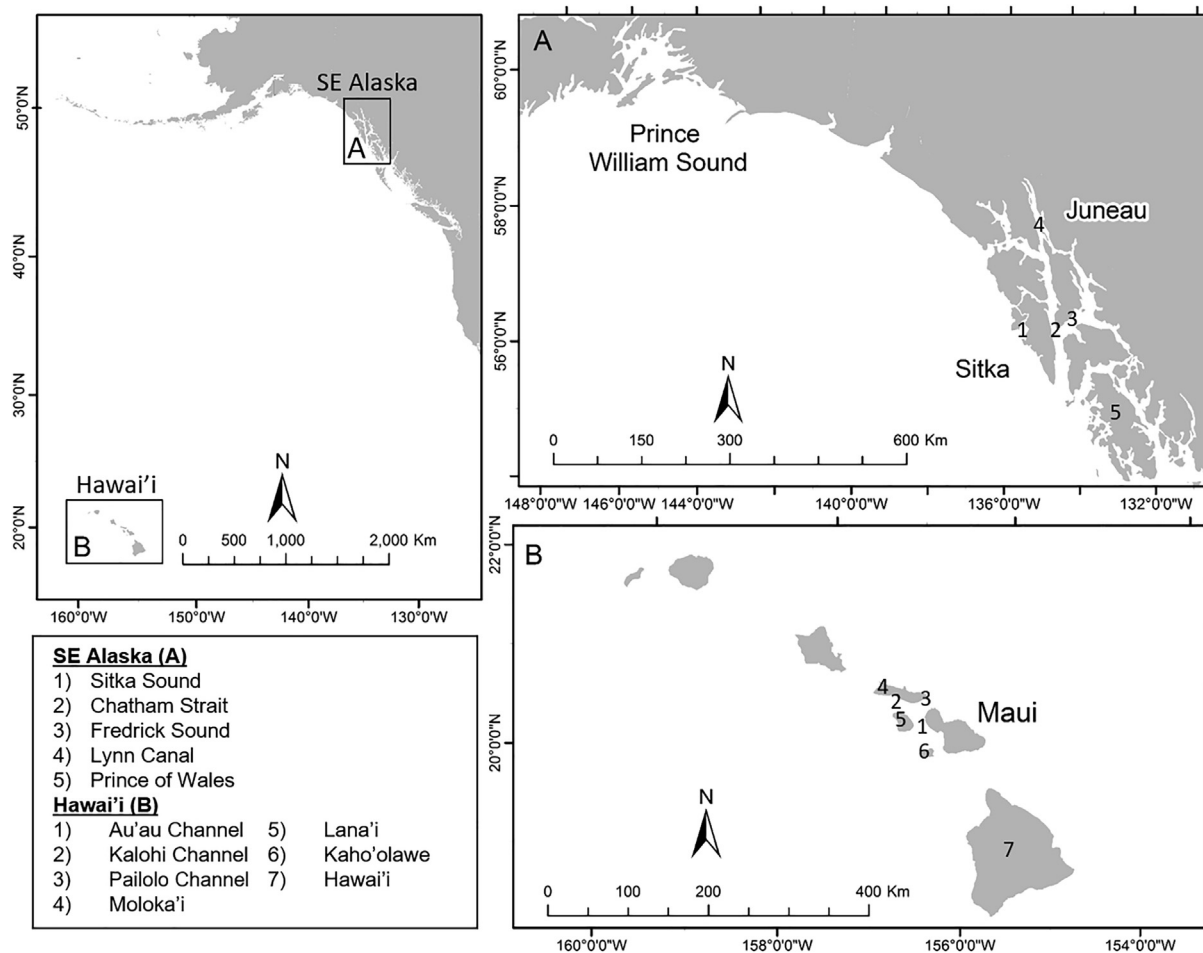 SE Alaska
A
Hawai'i
B
N
0 500 1,000 2,000 Km
50°0'0"N
40°0'0"N
30°0'0"N
20°0'0"N
160°0'0"W 150°0'0"W 140°0'0"W 130°0'0"W
A
Prince
William Sound
Juneau
4
1 2 3
Sitka
5
N
0 150 300 600 Km
60°0'0"N
58°0'0"N
56°0'0"N
148°0'0"W 146°0'0"W 144°0'0"W 140°0'0"W 136°0'0"W 132°0'0"W
B
4
2 3
Maui
5 1
6
7
N
0 100 200 400 Km
22°0'0"N
20°0'0"N
160°0'0"W 158°0'0"W 156°0'0"W 154°0'0"W
SE Alaska (A)
1) Sitka Sound
2) Chatham Strait
3) Fredrick Sound
4) Lynn Canal
5) Prince of Wales
Hawai'i (B)
1) Au'au Channel 5) Lana'i
2) Kalohi Channel 6) Kaho'olawe
3) Pailolo Channel 7) Hawai'i
4) Moloka'i